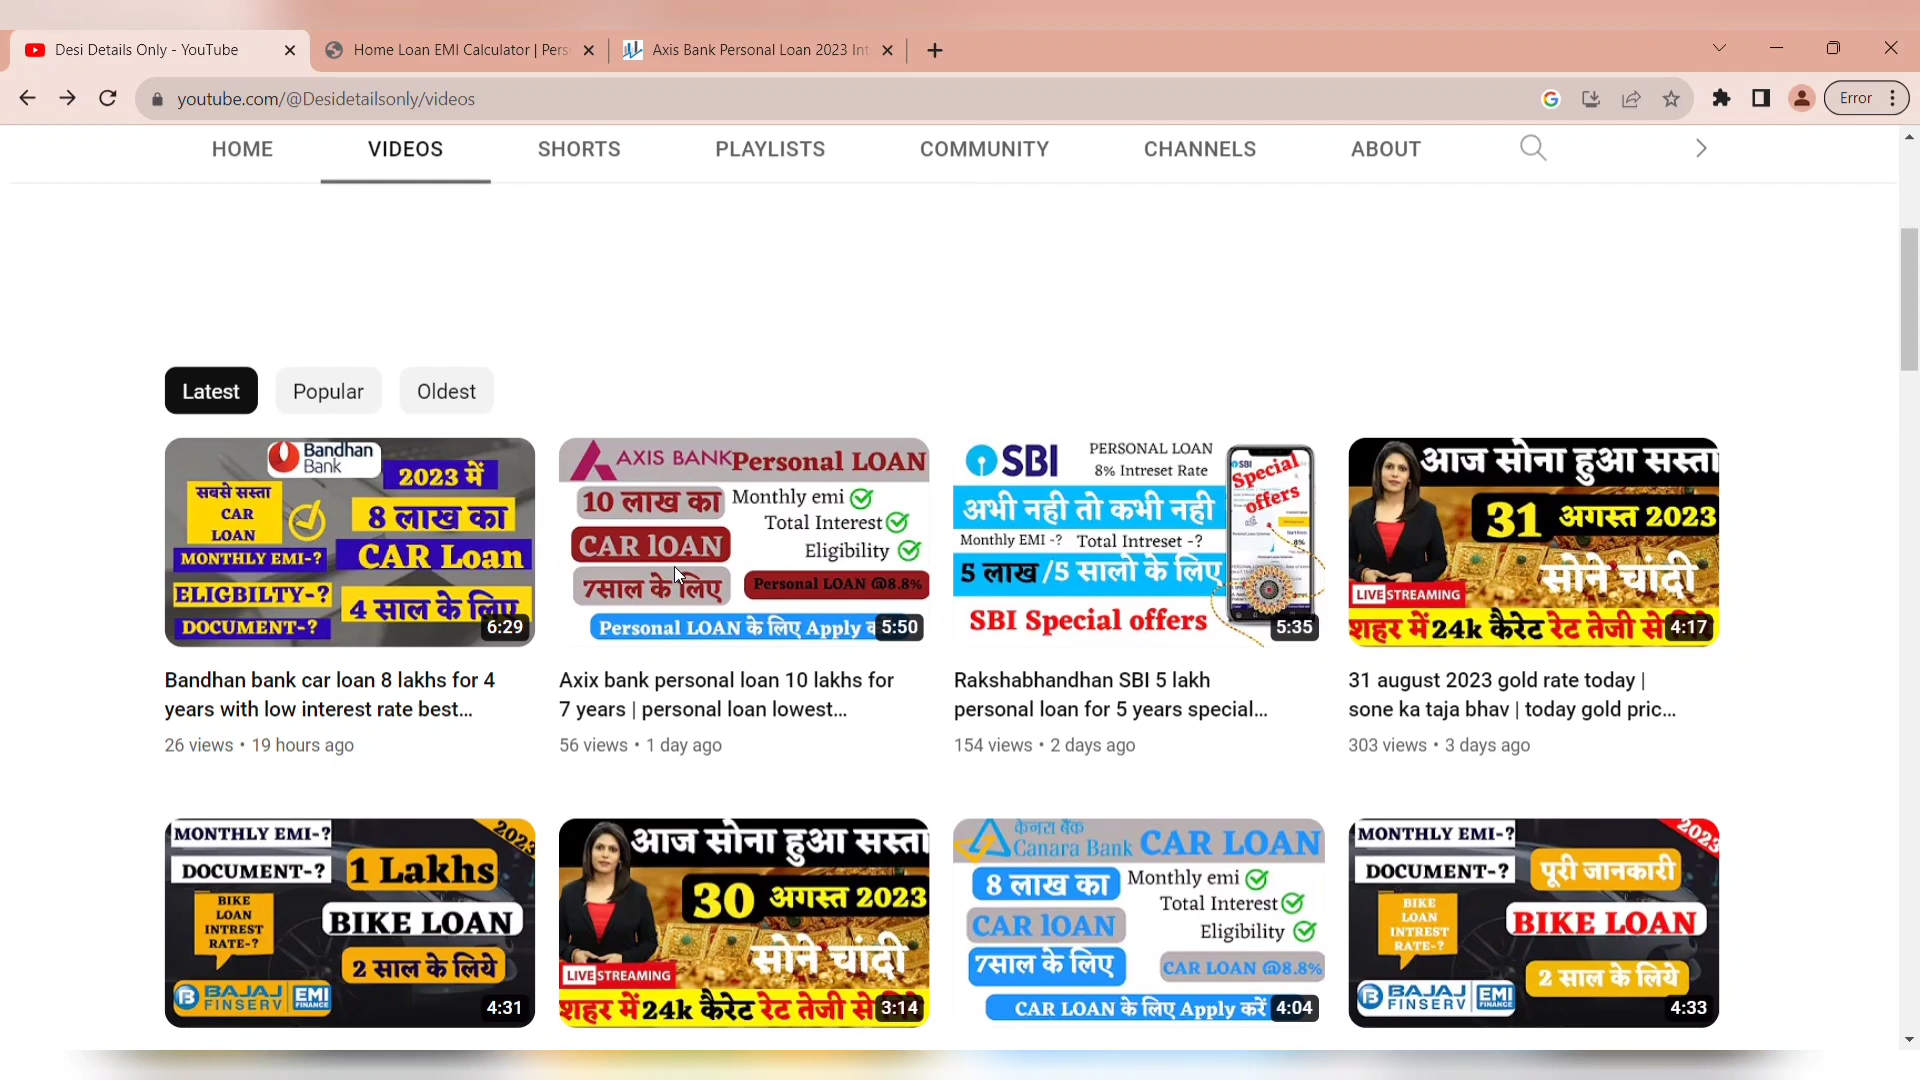 Desi Details Only - YouTube
Home Loan EMI Calculator | Pers
Axis Bank Personal Loan 2023 Int
youtube.com/@Desidetailsonly/videos
Error
HOME
VIDEOS
SHORTS
PLAYLISTS
COMMUNITY
CHANNELS
ABOUT
Latest
Popular
Oldest
Bandhan
Bank
2023 में
सबसे सस्ता
CAR
LOAN
8 लाख का
MONTHLY EMI-?
CAR Loan
ELIGBILTY-?
4 साल के लिए
DOCUMENT-?
6:29
AXIS BANK
Personal LOAN
10 लाख का
Monthly emi
Total Interest
CAR lOAN
Eligibility
7साल के लिए
Personal LOAN @8.8%
Personal LOAN के लिए Apply
5:50
SBI
PERSONAL LOAN
8% Intreset Rate
SBI
Special
offers
अभी नही तो कभी नही
Monthly EMI -?
Total Intreset -?
5 लाख /5 सालो के लिए
SBI Special offers
5:35
आज सोना हुआ सस्ता
31 अगस्त 2023
सोने चांदी
LIVE STREAMING
शहर में 24k कैरेट रेट तेजी से
4:17
Bandhan bank car loan 8 lakhs for 4
years with low interest rate best...
26 views • 19 hours ago
Axix bank personal loan 10 lakhs for
7 years | personal loan lowest...
56 views • 1 day ago
Rakshabhandhan SBI 5 lakh
personal loan for 5 years special...
154 views • 2 days ago
31 august 2023 gold rate today |
sone ka taja bhav | today gold pric...
303 views • 3 days ago
MONTHLY EMI-?
2023
DOCUMENT-?
1 Lakhs
BIKE
LOAN
INTREST
RATE-?
BIKE LOAN
2 साल के लिये
BAJAJ
FINSERV
EMI
FINANCE
4:31
आज सोना हुआ सस्ता
30 अगस्त 2023
सोने चांदी
LIVE STREAMING
शहर में 24k कैरेट रेट तेजी से
3:14
केनरा बैंक
Canara Bank
CAR LOAN
8 लाख का
Monthly emi
Total Interest
CAR lOAN
Eligibility
7साल के लिए
CAR LOAN @8.8%
CAR LOAN के लिए Apply करें
4:04
MONTHLY EMI-?
2023
DOCUMENT-?
पूरी जानकारी
BIKE
LOAN
INTREST
RATE-?
BIKE LOAN
2 साल के लिये
BAJAJ
FINSERV
EMI
FINANCE
4:33